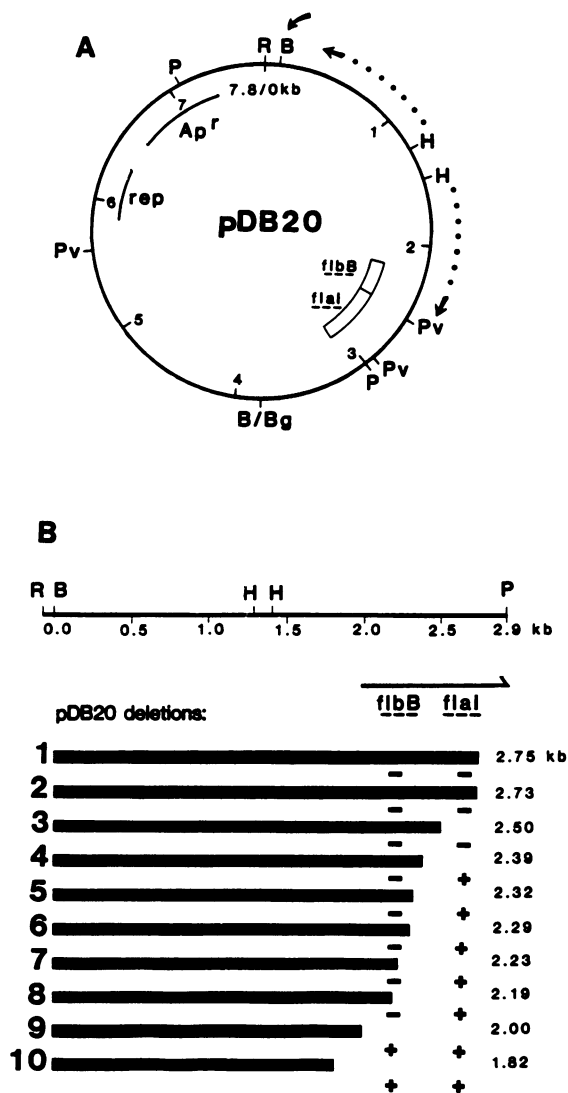 A
R B
P
7.8/0kb
7
Ap r
1
H
H
6
rep
pDB20
Pv
2
flbB
flaI
5
Pv
3
Pv
P
4
B/Bg
B
R B H H P
0.0 0.5 1.0 1.5 2.0 2.5 2.9 kb
flbB flaI
pDB20 deletions:
1 2.75 kb
- -
2 2.73
- -
3 2.50
- -
4 2.39
- +
5 2.32
- +
6 2.29
- +
7 2.23
- +
8 2.19
- +
9 2.00
+ +
10 1.82
+ +